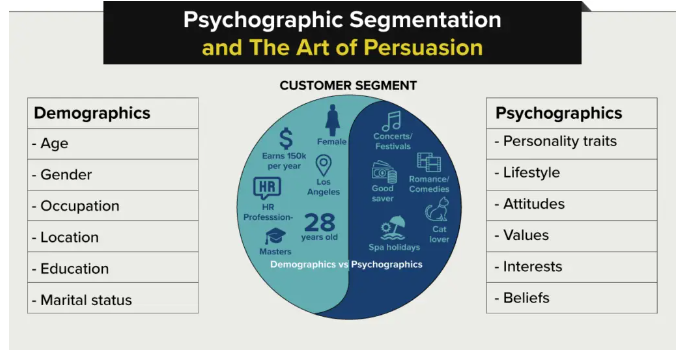 Psychographic Segmentation
and The Art of Persuasion
CUSTOMER SEGMENT
Demographics
- Age
- Gender
- Occupation
- Location
- Education
- Marital status
$
Earns 150k
per year
Female
Los
Angeles
HR
HR
Professsion-
28
years old
Masters
Concerts/
Festivals
Good
saver
Romance/
Comedies
Cat
lover
Spa holidays
Demographics vs Psychographics
Psychographics
- Personality traits
- Lifestyle
- Attitudes
- Values
- Interests
- Beliefs